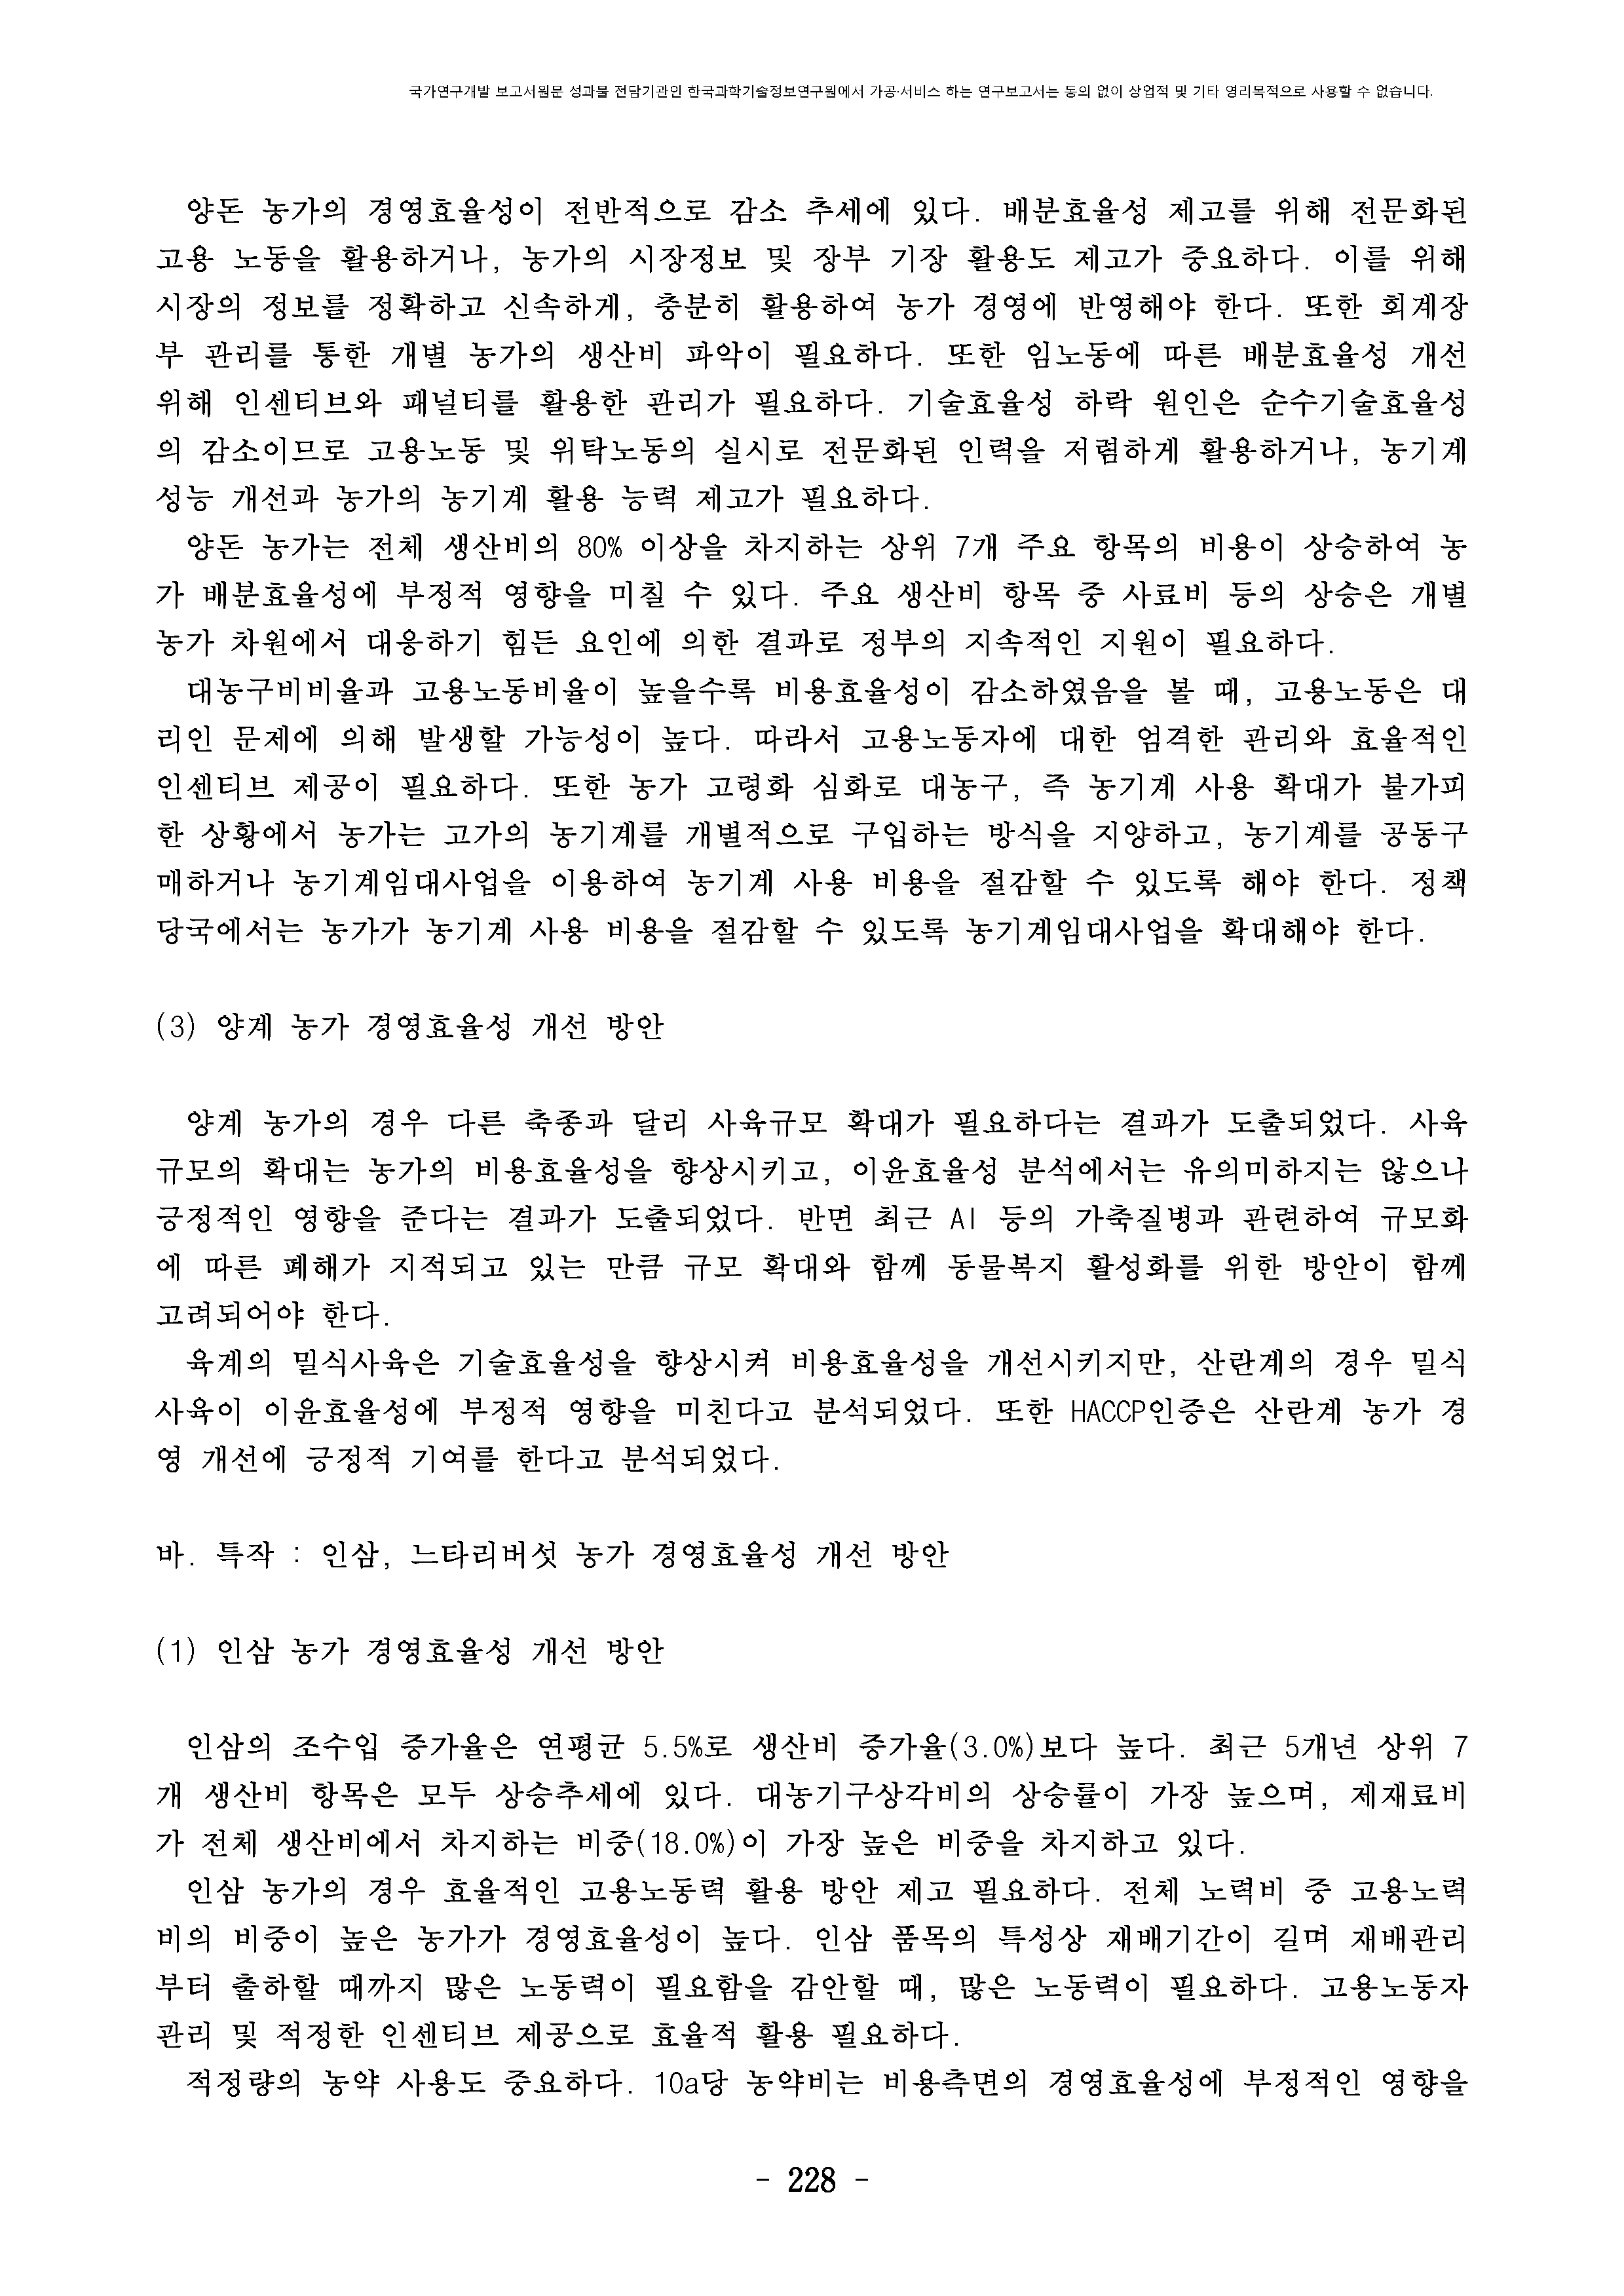 국가연구개발 보고서원문 성과물 전담기관인 한국과학기술정보연구원에서 가공·서비스 하는 연구보고서는 동의 없이 상업적 및 기타 영리목적으로 사용할 수 없습니다.
양돈 농가의 경영효율성이 전반적으로 감소 추세에 있다. 배분효율성 제고를 위해 전문화된
고용 노동을 활용하거나, 농가의 시장정보 및 장부 기장 활용도 제고가 중요하다. 이를 위해
시장의 정보를 정확하고 신속하게, 충분히 활용하여 농가 경영에 반영해야 한다. 또한 회계장
부 관리를 통한 개별 농가의 생산비 파악이 필요하다. 또한 임노동에 따른 배분효율성 개선
위해 인센티브와 패널티를 활용한 관리가 필요하다. 기술효율성 하락 원인은 순수기술효율성
의 감소이므로 고용노동 및 위탁노동의 실시로 전문화된 인력을 저렴하게 활용하거나, 농기계
성능 개선과 농가의 농기계 활용 능력 제고가 필요하다.
양돈 농가는 전체 생산비의 80% 이상을 차지하는 상위 7개 주요 항목의 비용이 상승하여 농
가 배분효율성에 부정적 영향을 미칠 수 있다. 주요 생산비 항목 중 사료비 등의 상승은 개별
농가 차원에서 대응하기 힘든 요인에 의한 결과로 정부의 지속적인 지원이 필요하다.
대농구비비율과 고용노동비율이 높을수록 비용효율성이 감소하였음을 볼 때, 고용노동은 대
리인 문제에 의해 발생할 가능성이 높다. 따라서 고용노동자에 대한 엄격한 관리와 효율적인
인센티브 제공이 필요하다. 또한 농가 고령화 심화로 대농구, 즉 농기계 사용 확대가 불가피
한 상황에서 농가는 고가의 농기계를 개별적으로 구입하는 방식을 지양하고, 농기계를 공동구
매하거나 농기계임대사업을 이용하여 농기계 사용 비용을 절감할 수 있도록 해야 한다. 정책
당국에서는 농가가 농기계 사용 비용을 절감할 수 있도록 농기계임대사업을 확대해야 한다.
(3) 양계 농가 경영효율성 개선 방안
양계 농가의 경우 다른 축종과 달리 사육규모 확대가 필요하다는 결과가 도출되었다. 사육
규모의 확대는 농가의 비용효율성을 향상시키고, 이윤효율성 분석에서는 유의미하지는 않으나
긍정적인 영향을 준다는 결과가 도출되었다. 반면 최근 AI 등의 가축질병과 관련하여 규모화
에 따른 폐해가 지적되고 있는 만큼 규모 확대와 함께 동물복지 활성화를 위한 방안이 함께
고려되어야 한다.
육계의 밀식사육은 기술효율성을 향상시켜 비용효율성을 개선시키지만, 산란계의 경우 밀식
사육이 이윤효율성에 부정적 영향을 미친다고 분석되었다. 또한 HACCP인증은 산란계 농가 경
영 개선에 긍정적 기여를 한다고 분석되었다.
바. 특작 : 인삼, 느타리버섯 농가 경영효율성 개선 방안
(1) 인삼 농가 경영효율성 개선 방안
인삼의 조수입 증가율은 연평균 5.5%로 생산비 증가율(3.0%)보다 높다. 최근 5개년 상위 7
개 생산비 항목은 모두 상승추세에 있다. 대농기구상각비의 상승률이 가장 높으며, 제재료비
가 전체 생산비에서 차지하는 비중(18.0%)이 가장 높은 비중을 차지하고 있다.
인삼 농가의 경우 효율적인 고용노동력 활용 방안 제고 필요하다. 전체 노력비 중 고용노력
비의 비중이 높은 농가가 경영효율성이 높다. 인삼 품목의 특성상 재배기간이 길며 재배관리
부터 출하할 때까지 많은 노동력이 필요함을 감안할 때, 많은 노동력이 필요하다. 고용노동자
관리 및 적정한 인센티브 제공으로 효율적 활용 필요하다.
적정량의 농약 사용도 중요하다. 10a당 농약비는 비용측면의 경영효율성에 부정적인 영향을
- 228 -